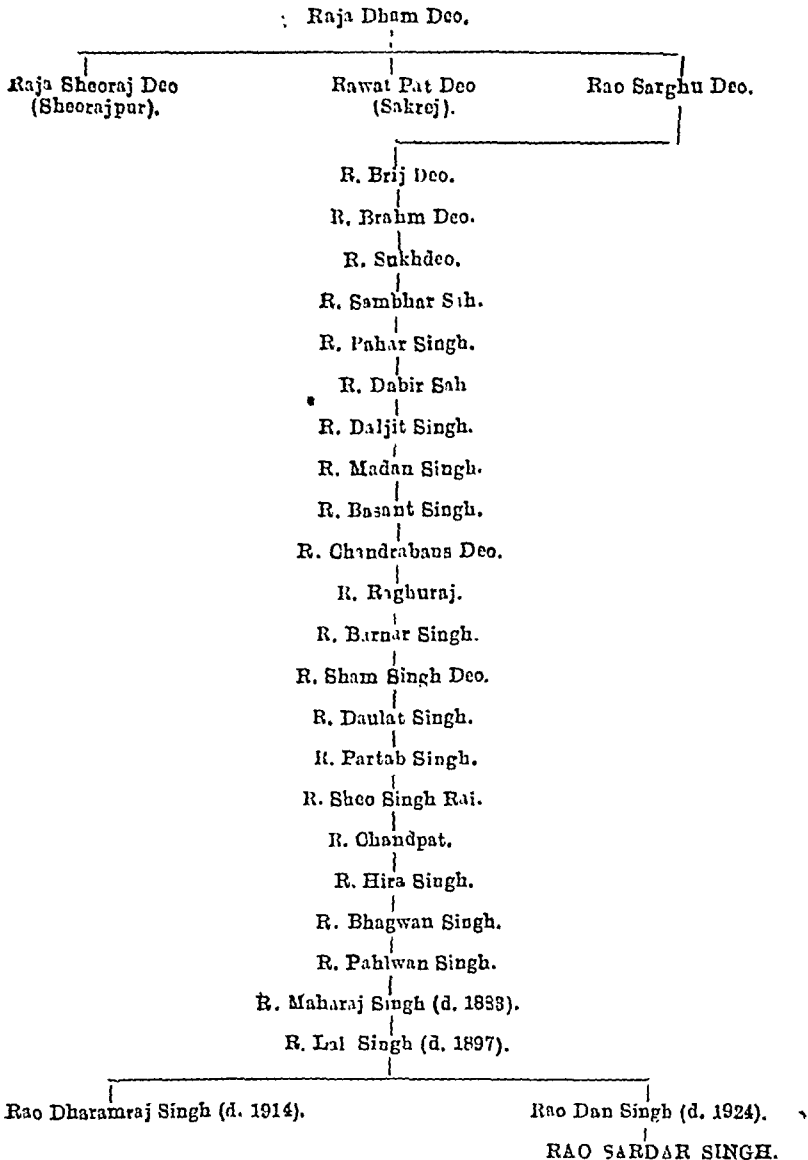 Raja Dham Deo.
Raja Sheoraj Deo
(Sheorajpur).
Rawat Pat Deo
(Sakrej).
Rao Sarghu Deo.
R. Brij Deo.
R. Brahm Deo.
R. Sukhdeo.
R. Sambhar Sah.
R. Pahar Singh.
R. Dabir Sah
R. Daljit Singh.
R. Madan Singh.
R. Basant Singh.
R. Chandrabans Deo.
R. Raghuraj.
R. Barnar Singh.
R. Sham Singh Deo.
R. Daulat Singh.
R. Partab Singh.
R. Sheo Singh Rai.
R. Chandpat.
R. Hira Singh.
R. Bhagwan Singh.
R. Pahlwan Singh.
R. Maharaj Singh (d. 1883).
R. Lal Singh (d. 1897).
Rao Dharamraj Singh (d. 1914).
Rao Dan Singh (d. 1924).
RAO SARDAR SINGH.